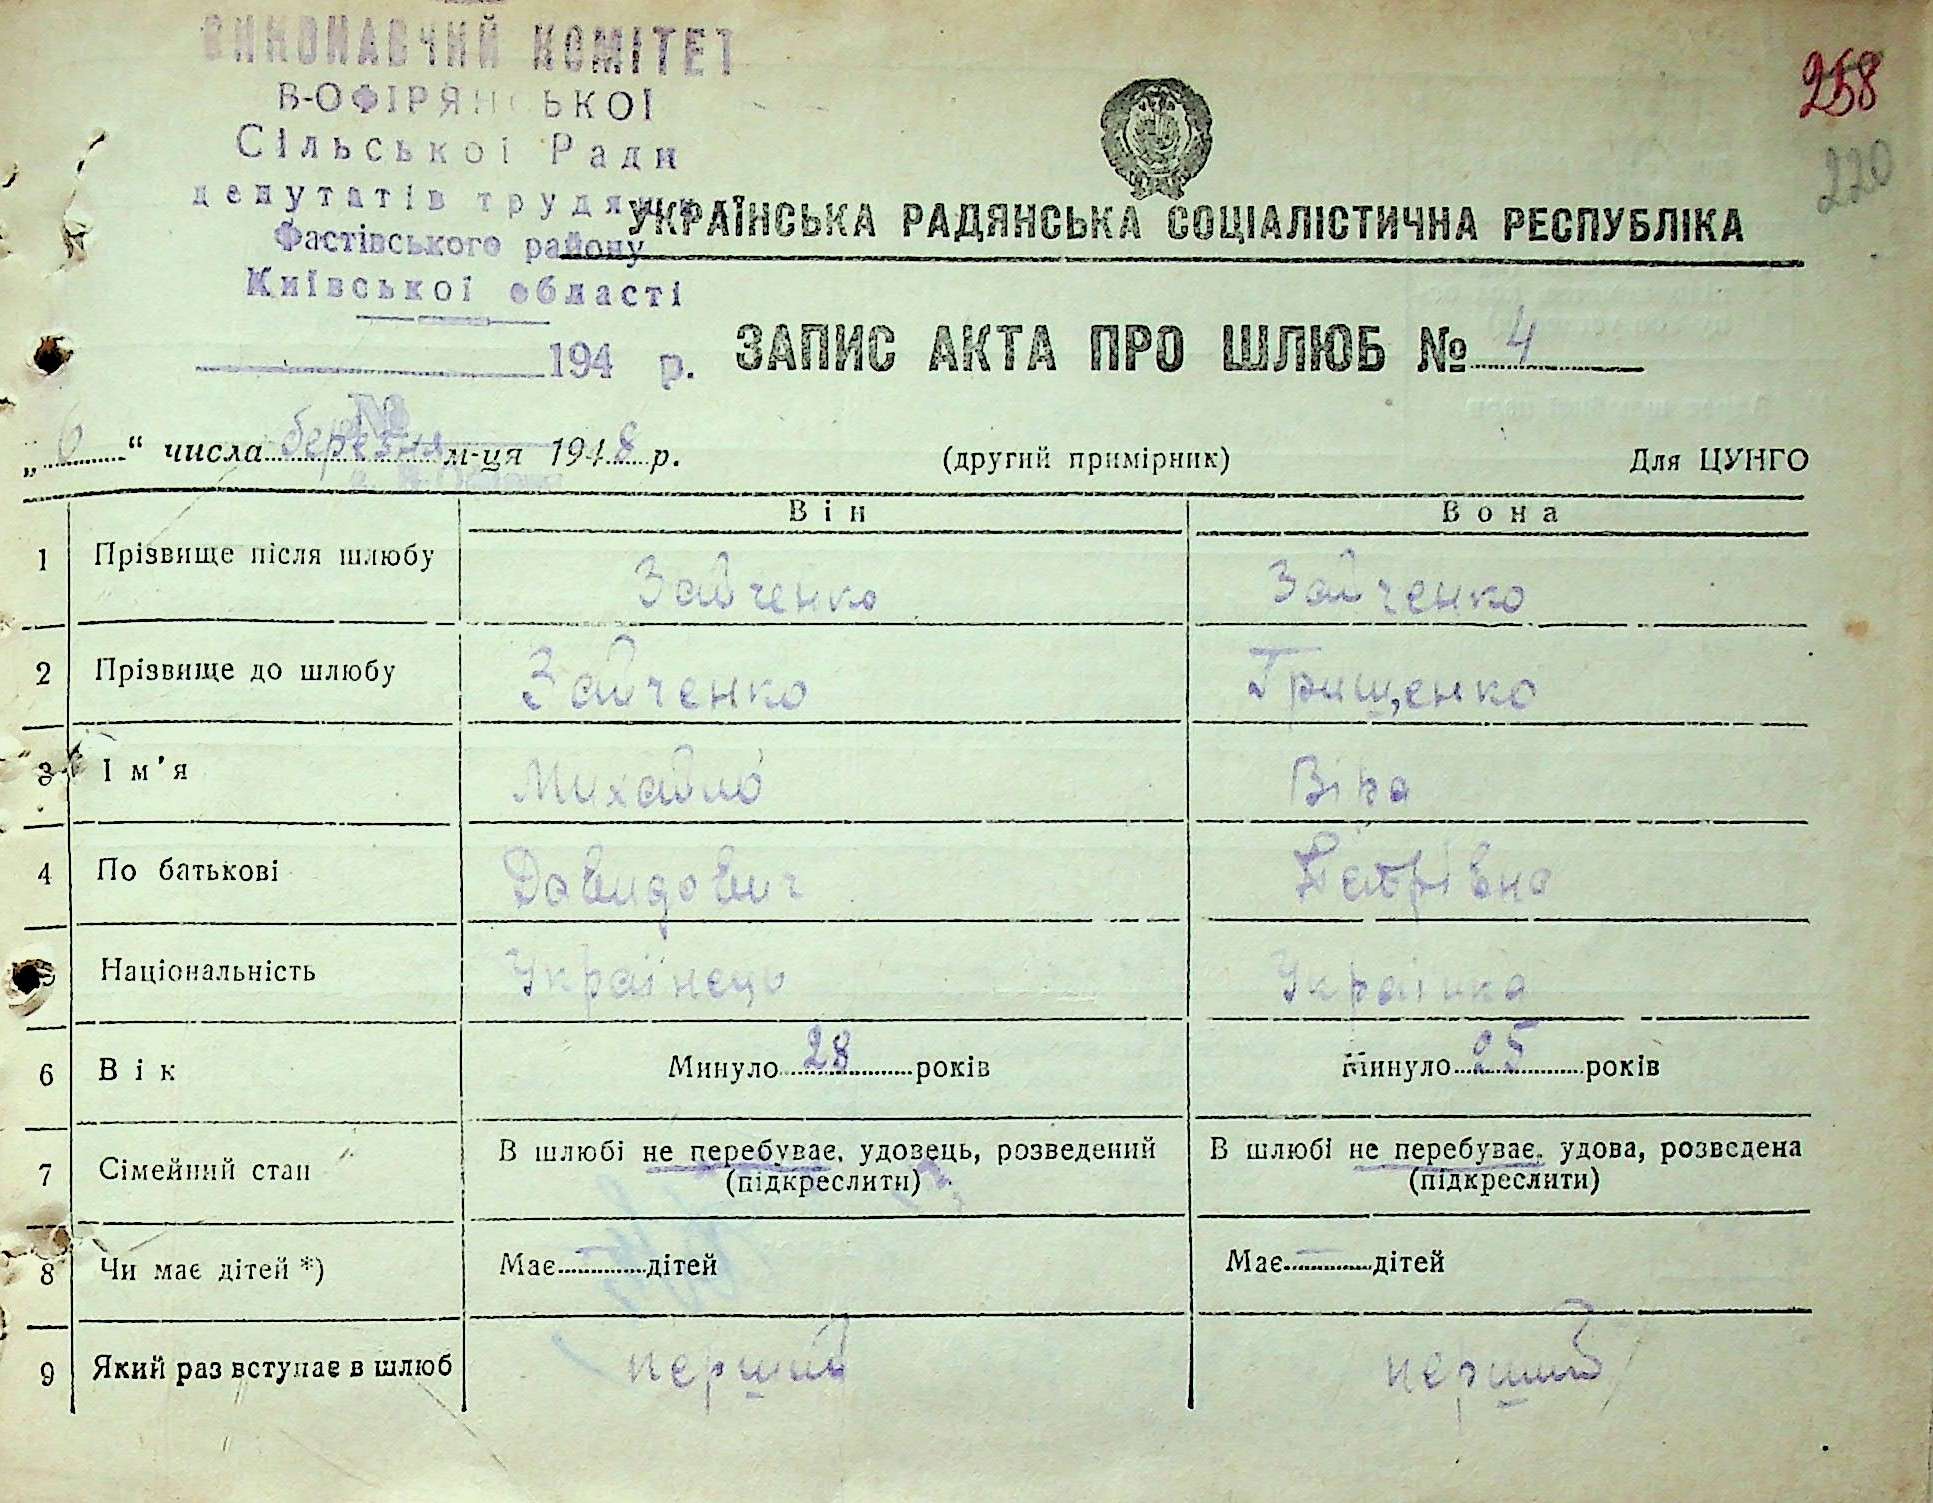 ВИКОНАВЧИЙ КОМІТЕТ
В-ОФІРЯНСЬКОЇ
Сільської Ради
депутатів трудящих
Фастівського району
Київської області
194 р.
258
220
УКРАЇНСЬКА РАДЯНСЬКА СОЦІАЛІСТИЧНА РЕСПУБЛІКА
ЗАПИС АКТА ПРО ШЛЮБ № 4
№
„6“ числа березня м-ця 1948 р. (другий примірник) Для ЦУНГО
Він Вона
1 Прізвище після шлюбу Зайченко Зайченко
2 Прізвище до шлюбу Зайченко Грищенко
3 Ім'я Михайло Віра
4 По батькові Давидович Петрівна
5 Національність Українець Українка
6 Вік Минуло 28 років Минуло 25 років
7 Сімейний стан В шлюбі не перебуває, удовець, розведений В шлюбі не перебуває, удова, розведена
(підкреслити) (підкреслити)
8 Чи має дітей *) Має — дітей Має — дітей
9 Який раз вступає в шлюб перший перший